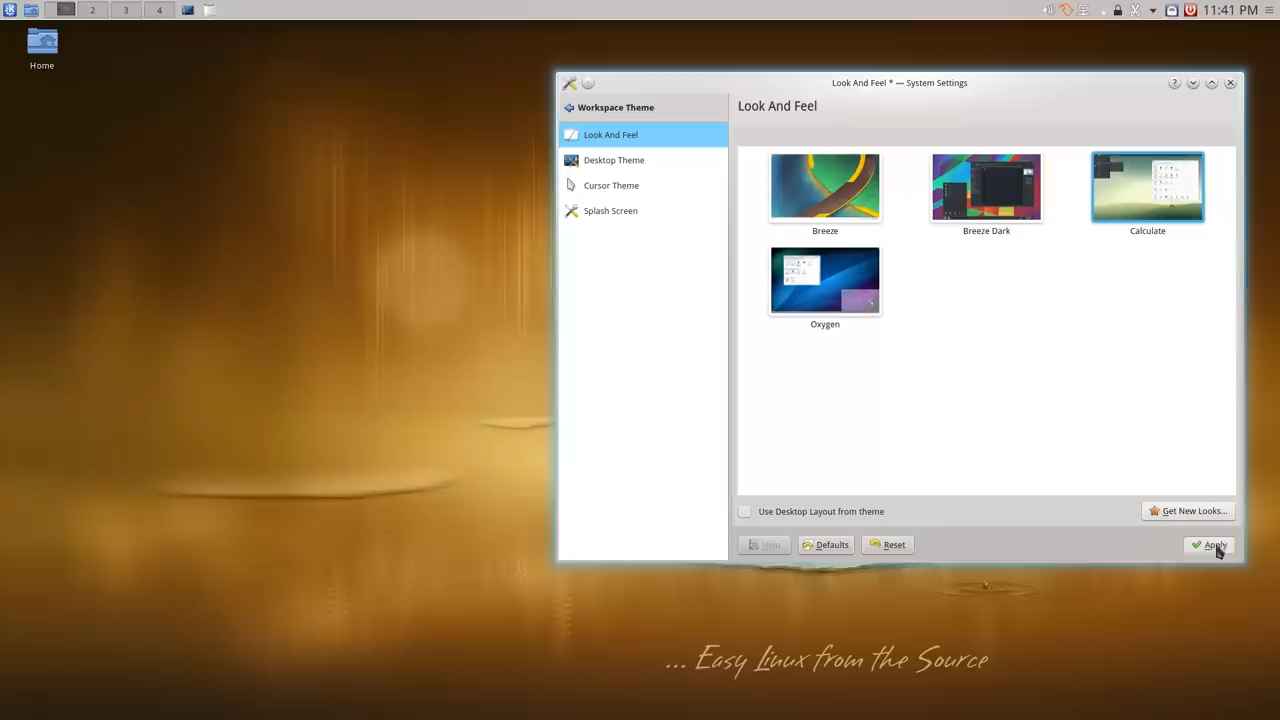 2 3 4 11:41 PM
Home
Look And Feel * — System Settings
Workspace Theme
Look And Feel
Look And Feel
Desktop Theme
Cursor Theme
Splash Screen
Breeze Breeze Dark Calculate
Oxygen
Use Desktop Layout from theme Get New Looks...
Help Defaults Reset Apply
... Easy Linux from the Source